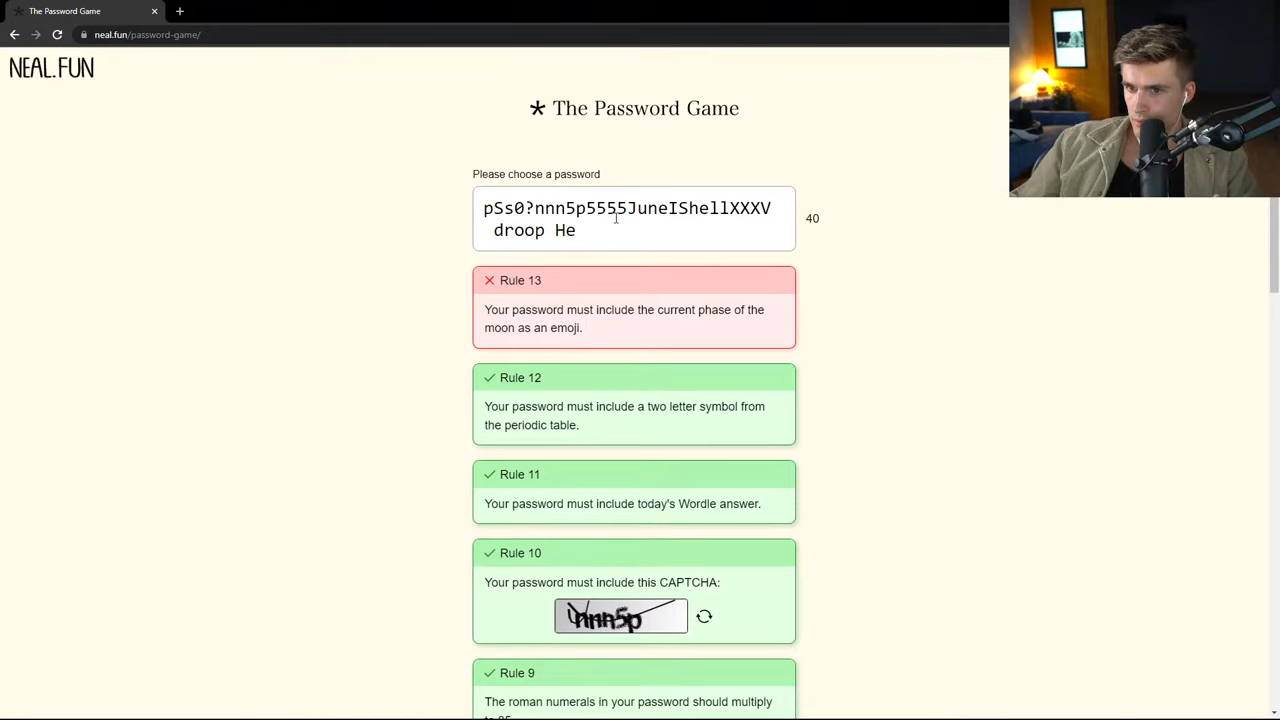 The Password Game
neal.fun/password-game/
NEAL.FUN
The Password Game
Please choose a password
pSs0?nnn5p5555JuneIShellXXXV
droop He
40
Rule 13
Your password must include the current phase of the
moon as an emoji.
Rule 12
Your password must include a two letter symbol from
the periodic table.
Rule 11
Your password must include today's Wordle answer.
Rule 10
Your password must include this CAPTCHA:
nnn5p
Rule 9
The roman numerals in your password should multiply
to 35.